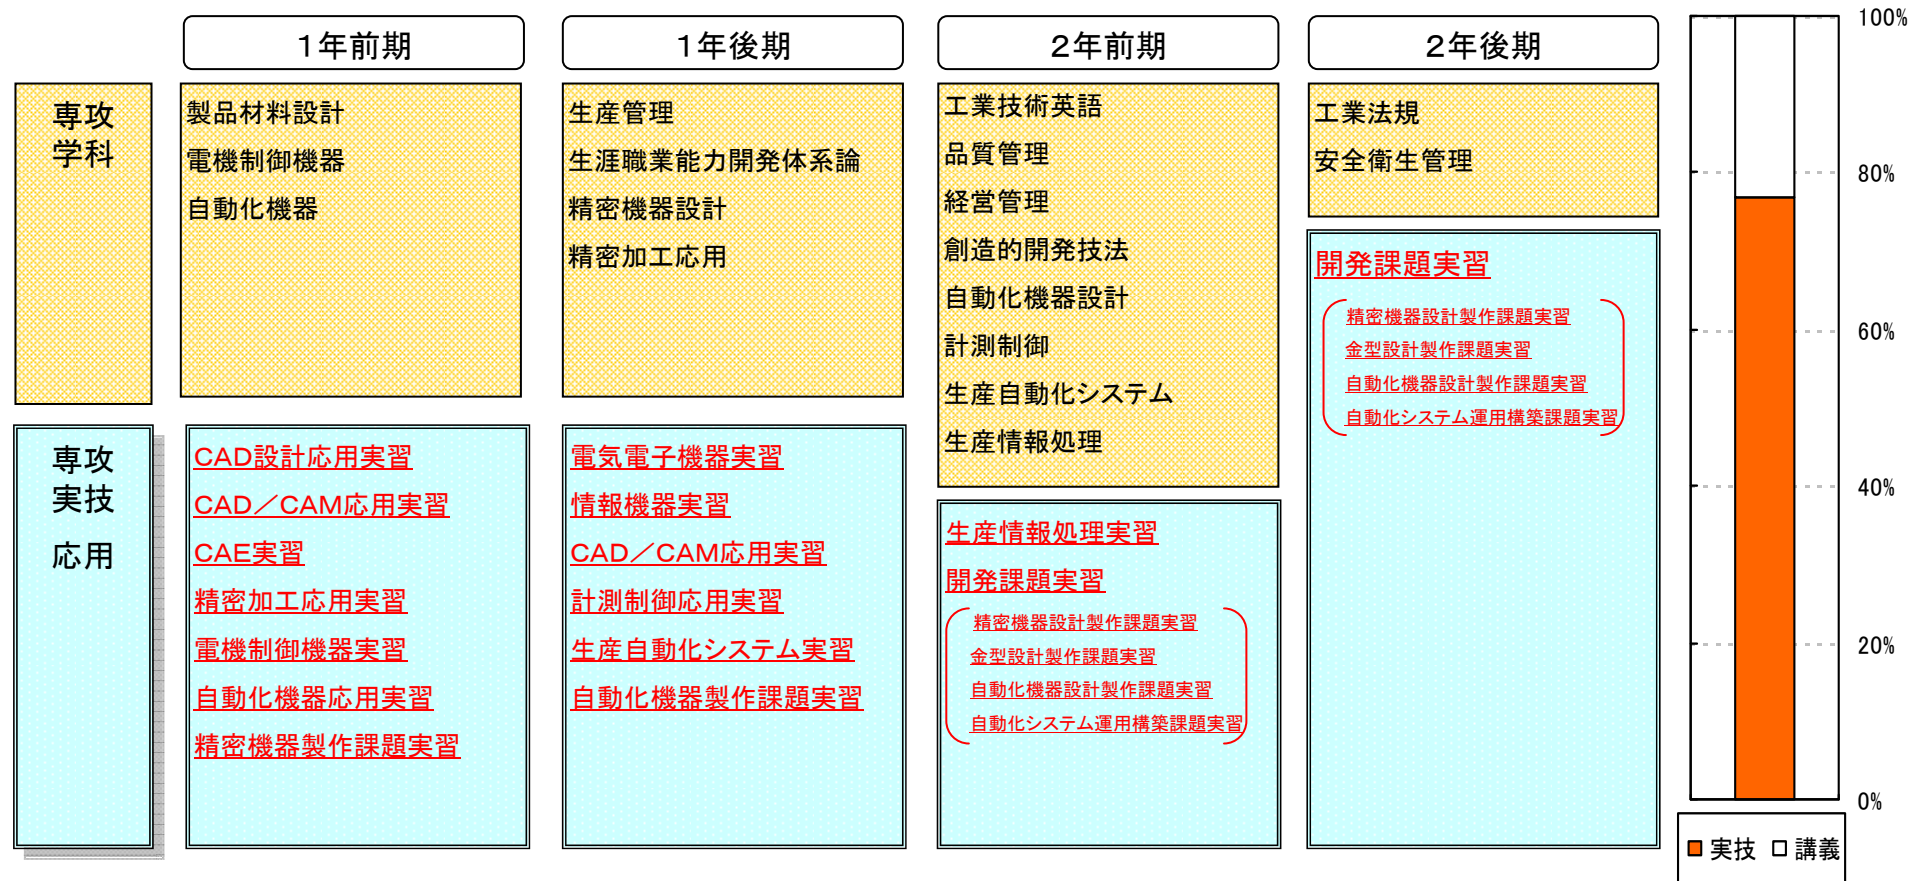 1年前期
1年後期
2年前期
2年後期
専攻
学科
製品材料設計
電機制御機器
自動化機器
生産管理
生涯職業能力開発体系論
精密機器設計
精密加工応用
工業技術英語
品質管理
経営管理
創造的開発技法
自動化機器設計
計測制御
生産自動化システム
生産情報処理
工業法規
安全衛生管理
専攻
実技
応用
CAD設計応用実習
CAD／CAM応用実習
CAE実習
精密加工応用実習
電機制御機器実習
自動化機器応用実習
精密機器製作課題実習
電気電子機器実習
情報機器実習
CAD／CAM応用実習
計測制御応用実習
生産自動化システム実習
自動化機器製作課題実習
生産情報処理実習
開発課題実習
精密機器設計製作課題実習
金型設計製作課題実習
自動化機器設計製作課題実習
自動化システム運用構築課題実習
開発課題実習
精密機器設計製作課題実習
金型設計製作課題実習
自動化機器設計製作課題実習
自動化システム運用構築課題実習
100%
80%
60%
40%
20%
0%
実技 講義